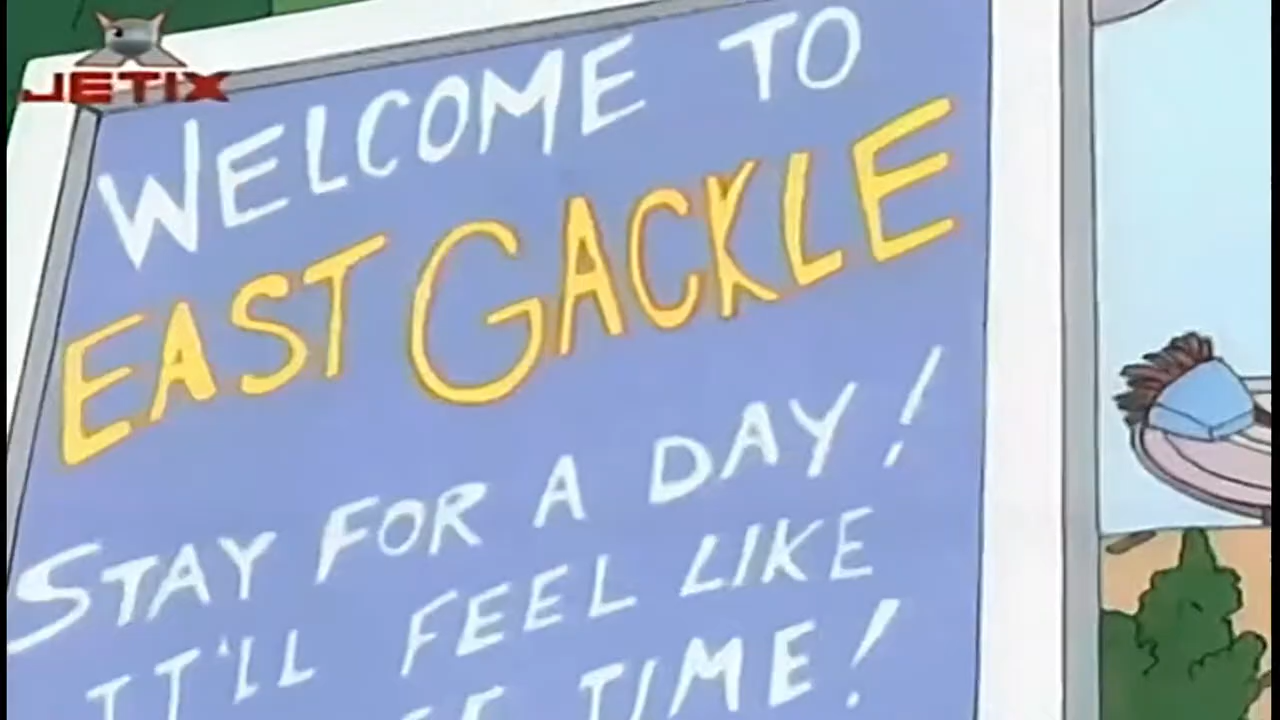 JETIX
WELCOME TO
EAST GACKLE
STAY FOR A DAY!
IT'LL FEEL LIKE
TIME!